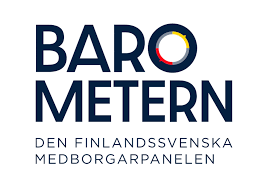 BARO
METERN
DEN FINLANDSSVENSKA
MEDBORGARPANELEN